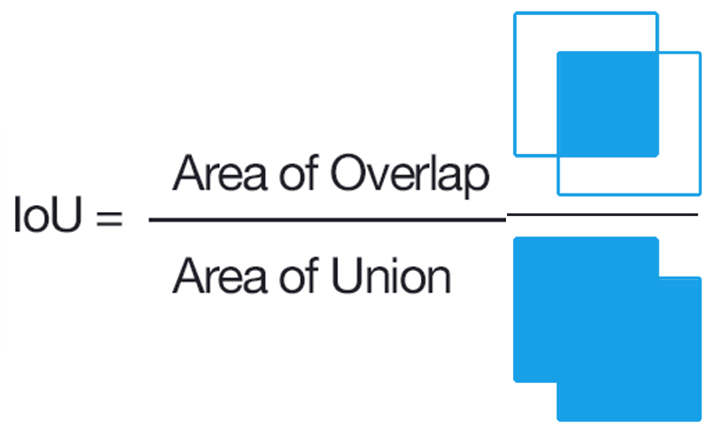 Area of Overlap
IoU =
Area of Union